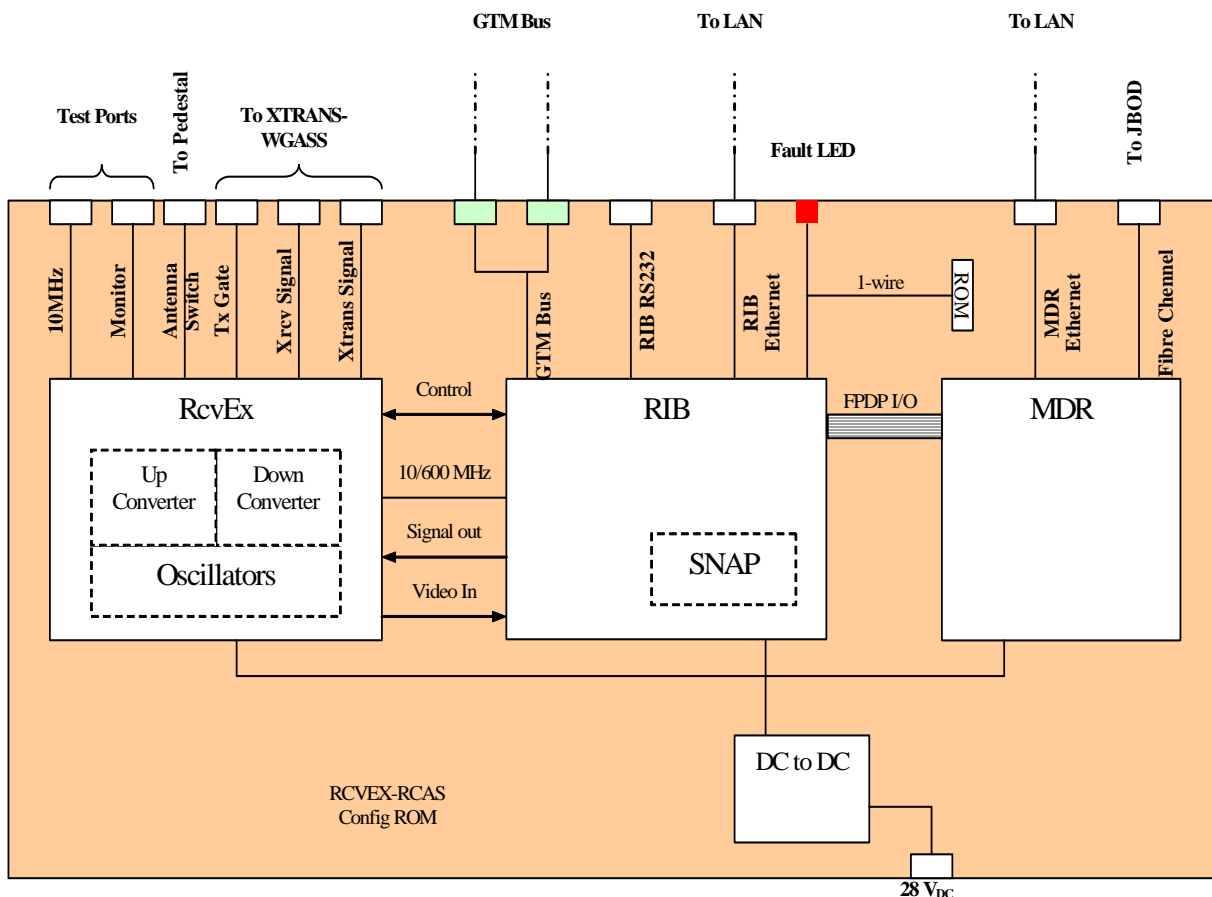 GTM Bus
To LAN
To LAN
Test Ports
To Pedestal
To XTRANS-
WGASS
Fault LED
To JBOD
10MHz
Monitor
Antenna
Switch
Tx Gate
Xrcv Signal
Xtrans Signal
GTM Bus
RIB RS232
RIB
Ethernet
1-wire
ROM
MDR
Ethernet
Fibre Chennel
RcvEx
Control
RIB
FPDP I/O
MDR
Up
Converter
Down
Converter
10/600 MHz
Signal out
Oscillators
Video In
SNAP
DC to DC
RCVEX-RCAS
Config ROM
28 VDC